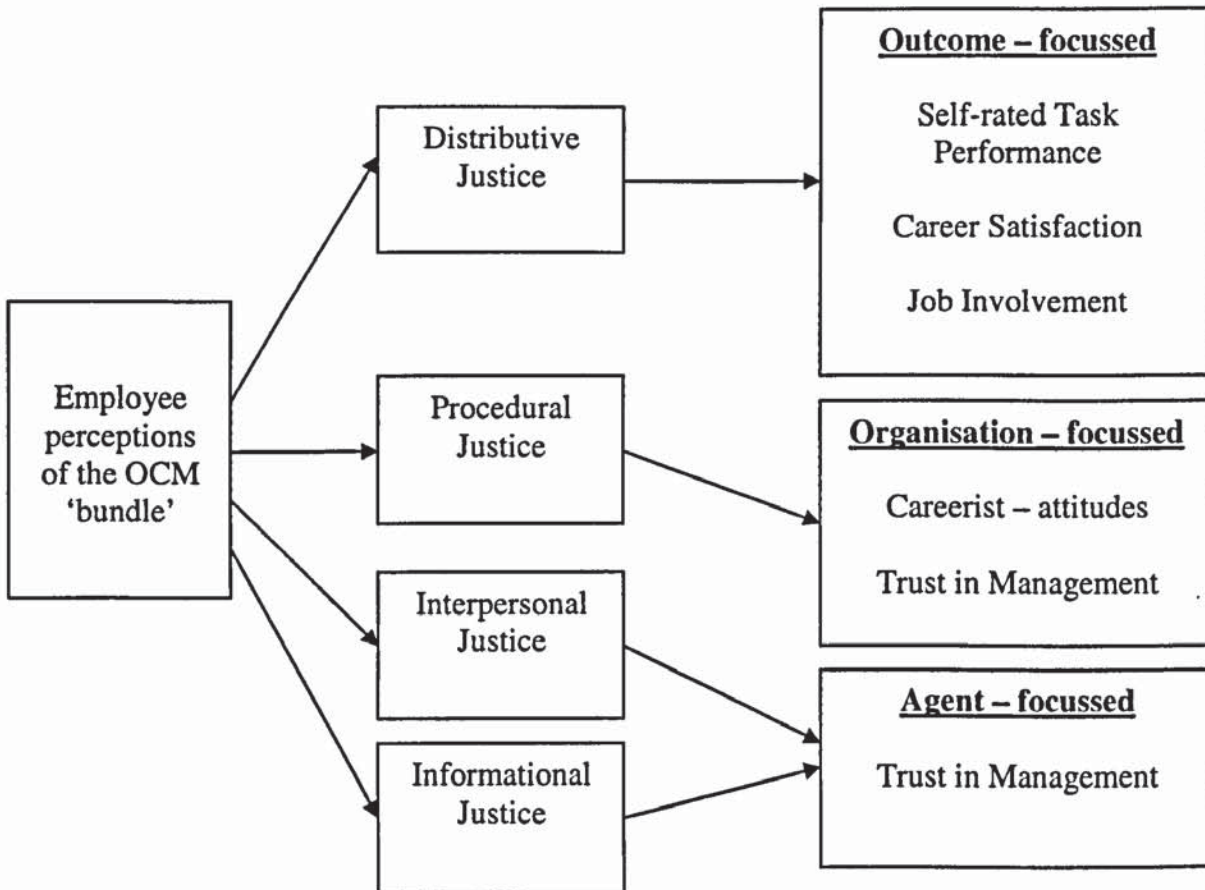 Employee
perceptions
of the OCM
‘bundle’
Distributive
Justice
Procedural
Justice
Interpersonal
Justice
Informational
Justice
Outcome – focussed
Self-rated Task
Performance
Career Satisfaction
Job Involvement
Organisation – focussed
Careerist – attitudes
Trust in Management
Agent – focussed
Trust in Management